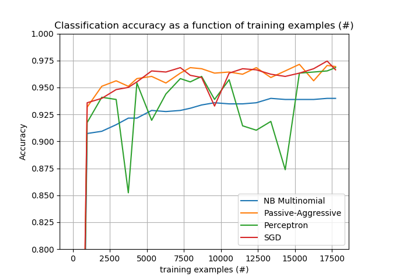 Classification accuracy as a function of training examples (#)
1.000
0.975
0.950
0.925
0.900
0.875
0.850
0.825
0.800
Accuracy
NB Multinomial
Passive-Aggressive
Perceptron
SGD
0 2500 5000 7500 10000 12500 15000 17500
training examples (#)